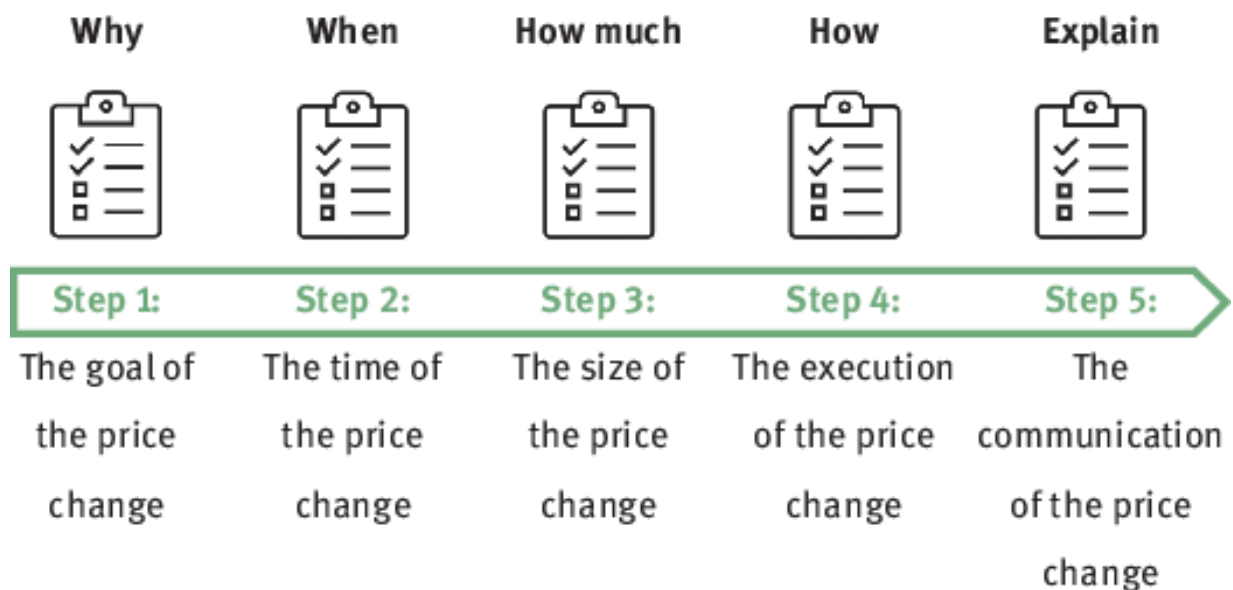 Why When How much How Explain
Step 1: Step 2: Step 3: Step 4: Step 5:
The goal of
the price
change
The time of
the price
change
The size of
the price
change
The execution
of the price
change
The
communication
of the price
change